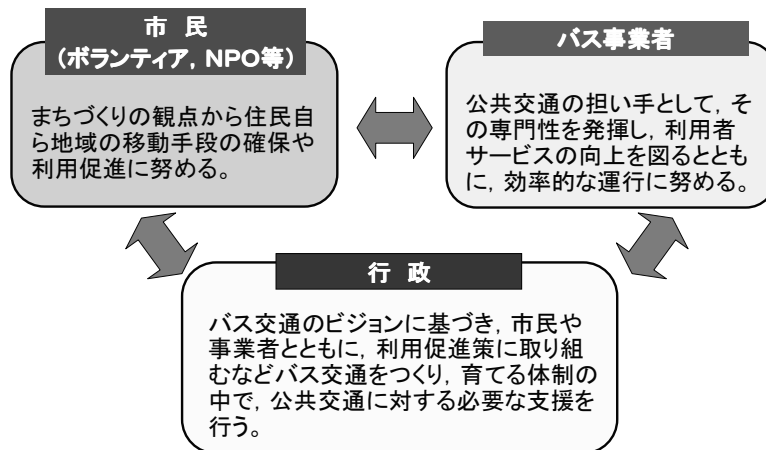 市 民
(ボランティア, NPO等)
まちづくりの観点から住民自
ら地域の移動手段の確保や
利用促進に努める。
バス事業者
公共交通の担い手として, そ
の専門性を発揮し, 利用者
サービスの向上を図るととも
に, 効率的な運行に努める。
行 政
バス交通のビジョンに基づき, 市民や
事業者とともに, 利用促進策に取り組
むなどバス交通をつくり, 育てる体制の
中で, 公共交通に対する必要な支援を
行う。